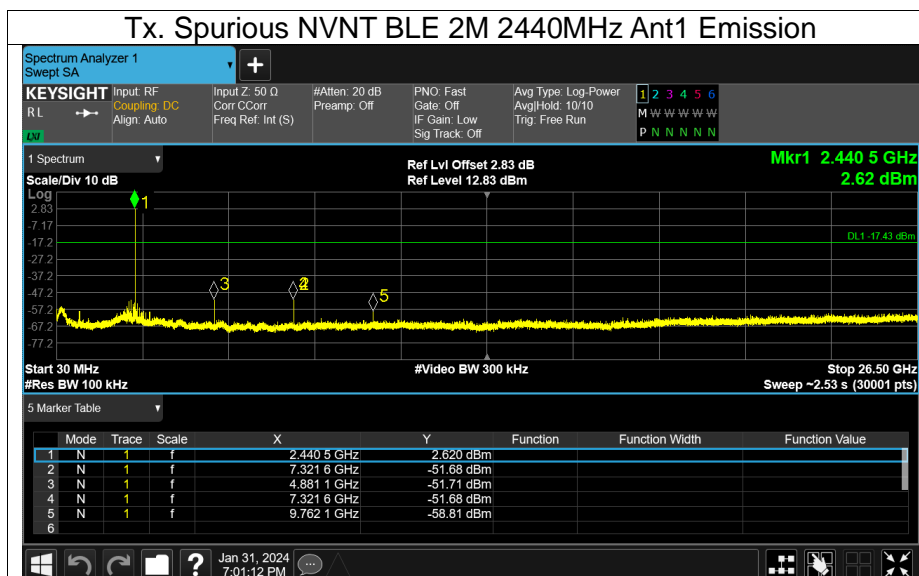 Tx. Spurious NVNT BLE 2M 2440MHz Ant1 Emission
Spectrum Analyzer 1
Swept SA
+
KEYSIGHT
R L
LXI
Input: RF
Coupling: DC
Align: Auto
Input Z: 50 Ω
Corr CCorr
Freq Ref: Int (S)
#Atten: 20 dB
Preamp: Off
PNO: Fast
Gate: Off
IF Gain: Low
Sig Track: Off
Avg Type: Log-Power
Avg|Hold: 10/10
Trig: Free Run
1 2 3 4 5 6
M W W W W W
P N N N N N
1 Spectrum
Scale/Div 10 dB
Ref Lvl Offset 2.83 dB
Ref Level 12.83 dBm
Mkr1 2.440 5 GHz
2.62 dBm
Log
2.83
-7.17
-17.2
-27.2
-37.2
-47.2
-57.2
-67.2
-77.2
1
DL1 -17.43 dBm
3
4
5
Start 30 MHz
#Res BW 100 kHz
#Video BW 300 kHz
Stop 26.50 GHz
Sweep ~2.53 s (30001 pts)
5 Marker Table
Mode Trace Scale X Y Function Function Width Function Value
1 N 1 f 2.440 5 GHz 2.620 dBm
2 N 1 f 7.321 6 GHz -51.68 dBm
3 N 1 f 4.881 1 GHz -51.71 dBm
4 N 1 f 7.321 6 GHz -51.68 dBm
5 N 1 f 9.762 1 GHz -58.81 dBm
6
?
Jan 31, 2024
7:01:12 PM